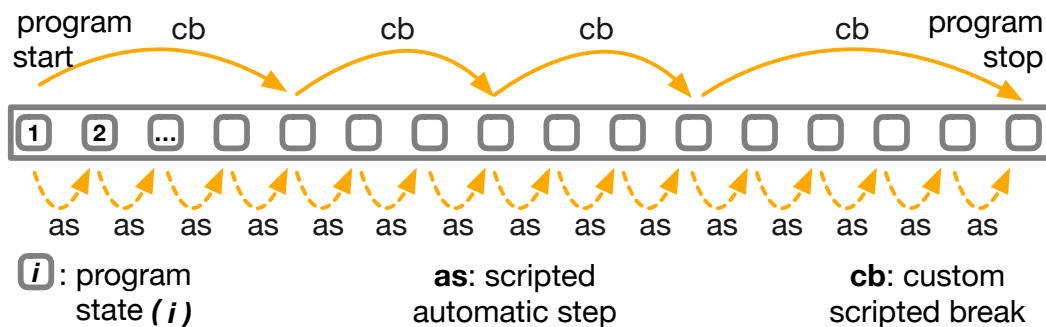 program start
cb cb cb cb
program stop
1 2 ...
as as as as as as as as as as as as as as as
i : program
state (i)
as: scripted
automatic step
cb: custom
scripted break